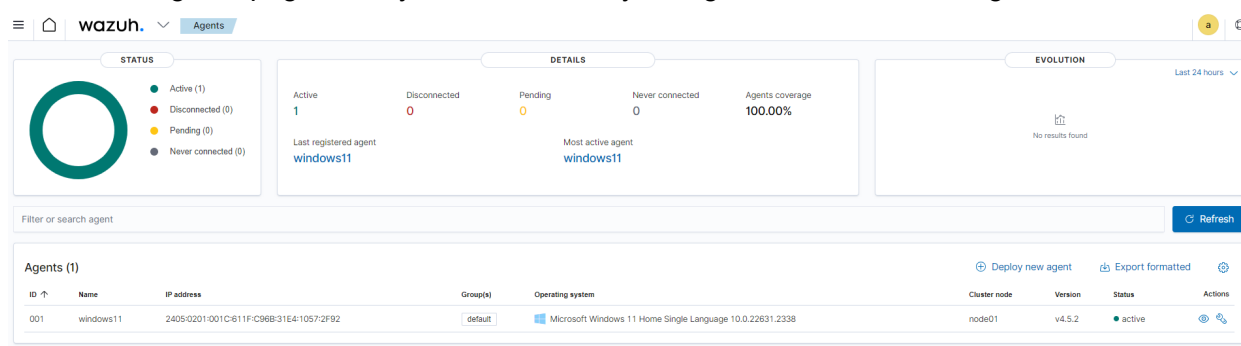 wazuh. Agents a
STATUS
Active (1)
Disconnected (0)
Pending (0)
Never connected (0)
DETAILS
Active Disconnected Pending Never connected Agents coverage
1 0 0 0 100.00%
Last registered agent Most active agent
windows11 windows11
EVOLUTION
Last 24 hours
No results found
Filter or search agent Refresh
Agents (1) Deploy new agent Export formatted
ID Name IP address Group(s) Operating system Cluster node Version Status Actions
001 windows11 2405:0201:001C:611F:C96B:31E4:1057:2F92 default Microsoft Windows 11 Home Single Language 10.0.22631.2338 node01 v4.5.2 active